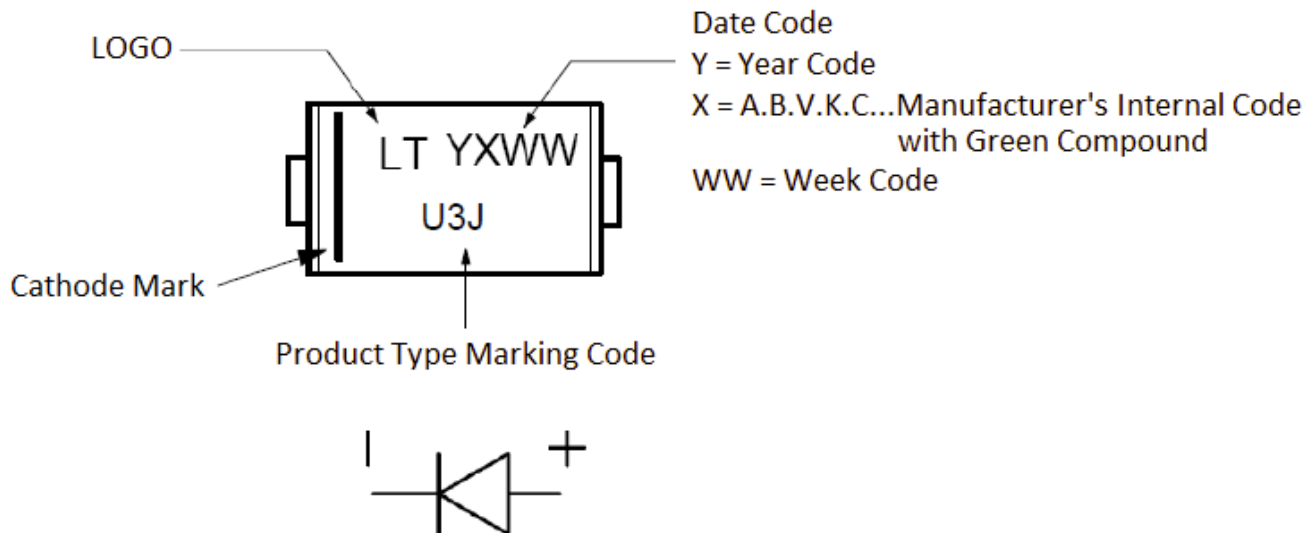 LOGO
Date Code
Y = Year Code
X = A.B.V.K.C...Manufacturer's Internal Code
with Green Compound
WW = Week Code
LT YXWW
U3J
Cathode Mark
Product Type Marking Code
− +